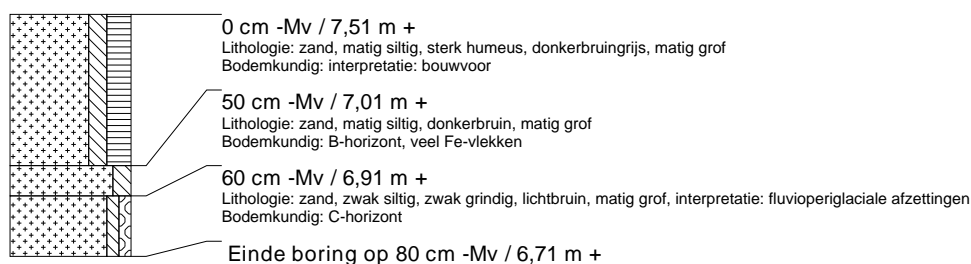 0 cm -Mv / 7,51 m +
Lithologie: zand, matig siltig, sterk humeus, donkerbruingrijs, matig grof
Bodemkundig: interpretatie: bouwvoor
50 cm -Mv / 7,01 m +
Lithologie: zand, matig siltig, donkerbruin, matig grof
Bodemkundig: B-horizont, veel Fe-vlekken
60 cm -Mv / 6,91 m +
Lithologie: zand, zwak siltig, zwak grindig, lichtbruin, matig grof, interpretatie: fluvioperiglaciale afzettingen
Bodemkundig: C-horizont
Einde boring op 80 cm -Mv / 6,71 m +